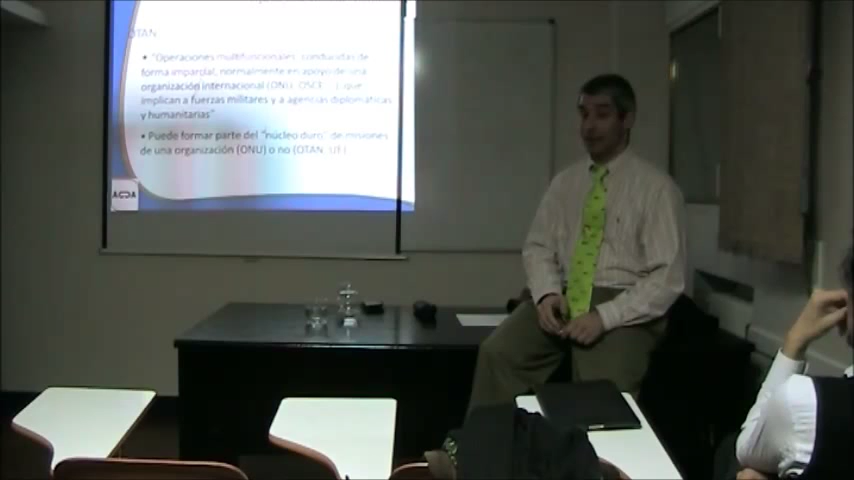 OTAN
• "Operaciones multifuncionales, conducidas de
forma imparcial, normalmente en apoyo de una
organización internacional (ONU, OSCE...), que
implican a fuerzas militares y a agencias diplomáticas
y humanitarias"
• Puede formar parte del "núcleo duro" de misiones
de una organización (ONU) o no (OTAN, UE)